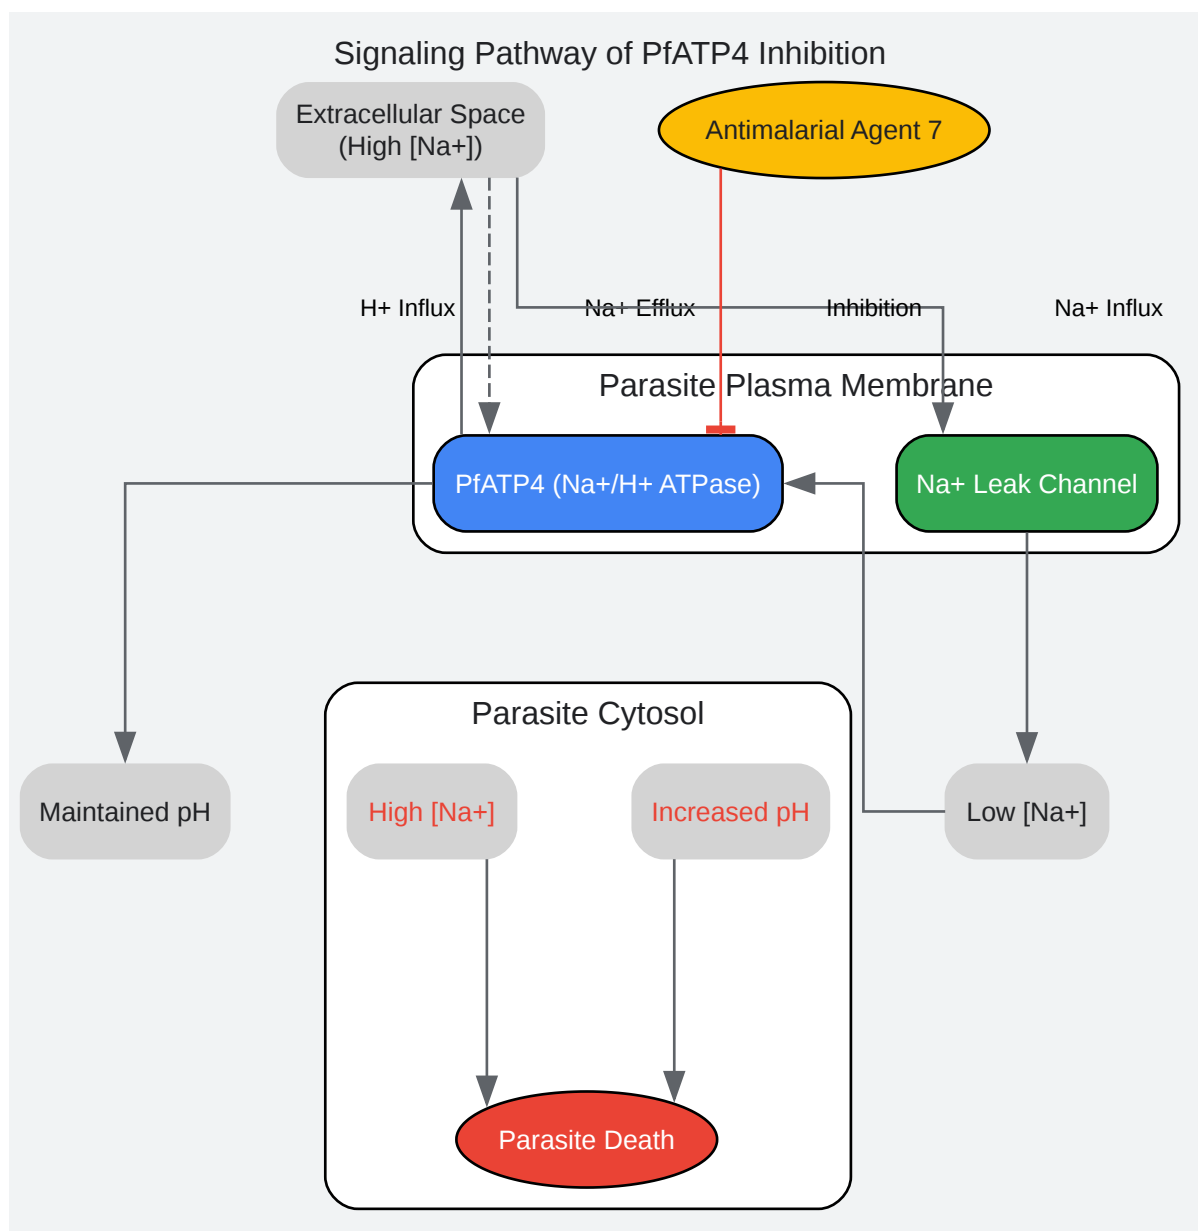 Signaling Pathway of PfATP4 Inhibition
Extracellular Space
(High [Na+])
Antimalarial Agent 7
H+ Influx
Na+ Efflux
Inhibition
Na+ Influx
Parasite Plasma Membrane
PfATP4 (Na+/H+ ATPase)
Na+ Leak Channel
Parasite Cytosol
Maintained pH
High [Na+]
Increased pH
Low [Na+]
Parasite Death